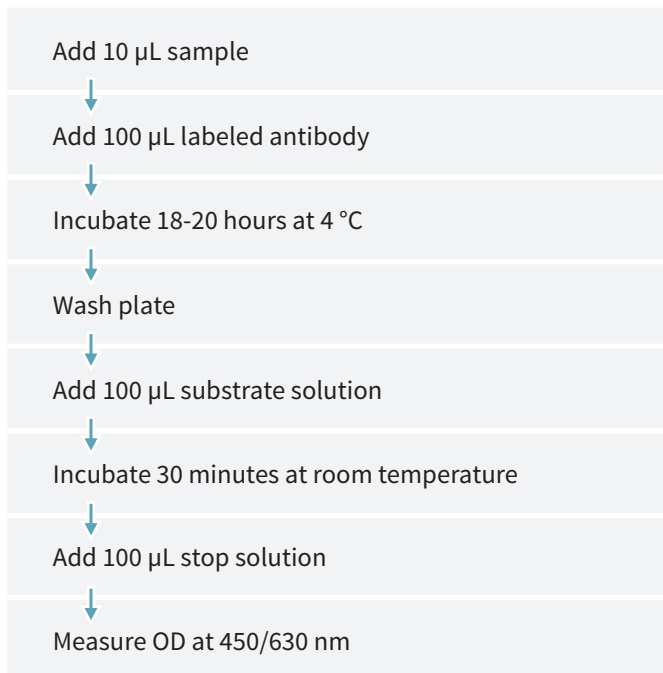 Add 10 µL sample
Add 100 µL labeled antibody
Incubate 18-20 hours at 4 °C
Wash plate
Add 100 µL substrate solution
Incubate 30 minutes at room temperature
Add 100 µL stop solution
Measure OD at 450/630 nm